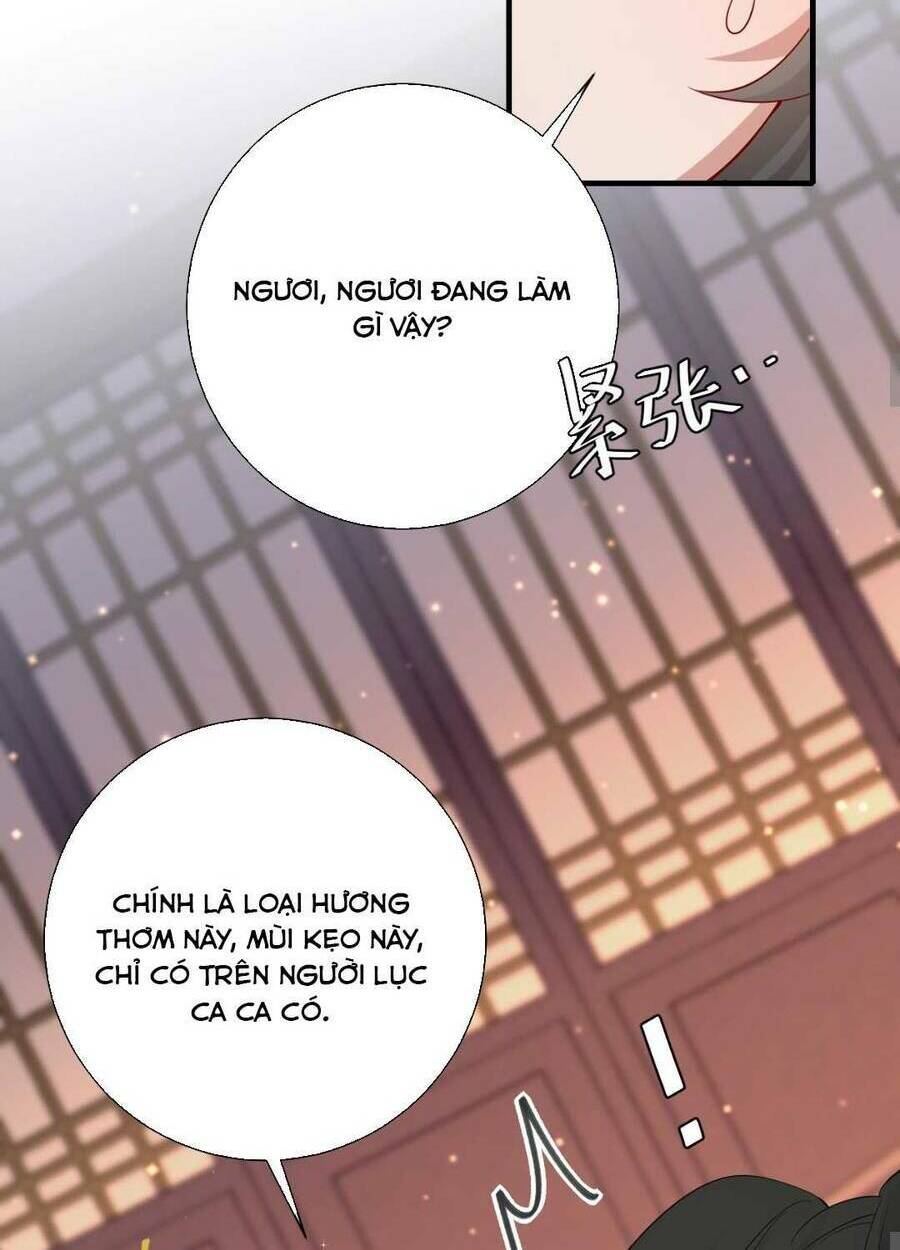 NGƯƠI, NGƯƠI ĐANG LÀM
GÌ VẬY?
紧张
CHÍNH LÀ LOẠI HƯƠNG
THƠM NÀY, MÙI KẸO NÀY,
CHỈ CÓ TRÊN NGƯỜI LỤC
CA CA CÓ.
!